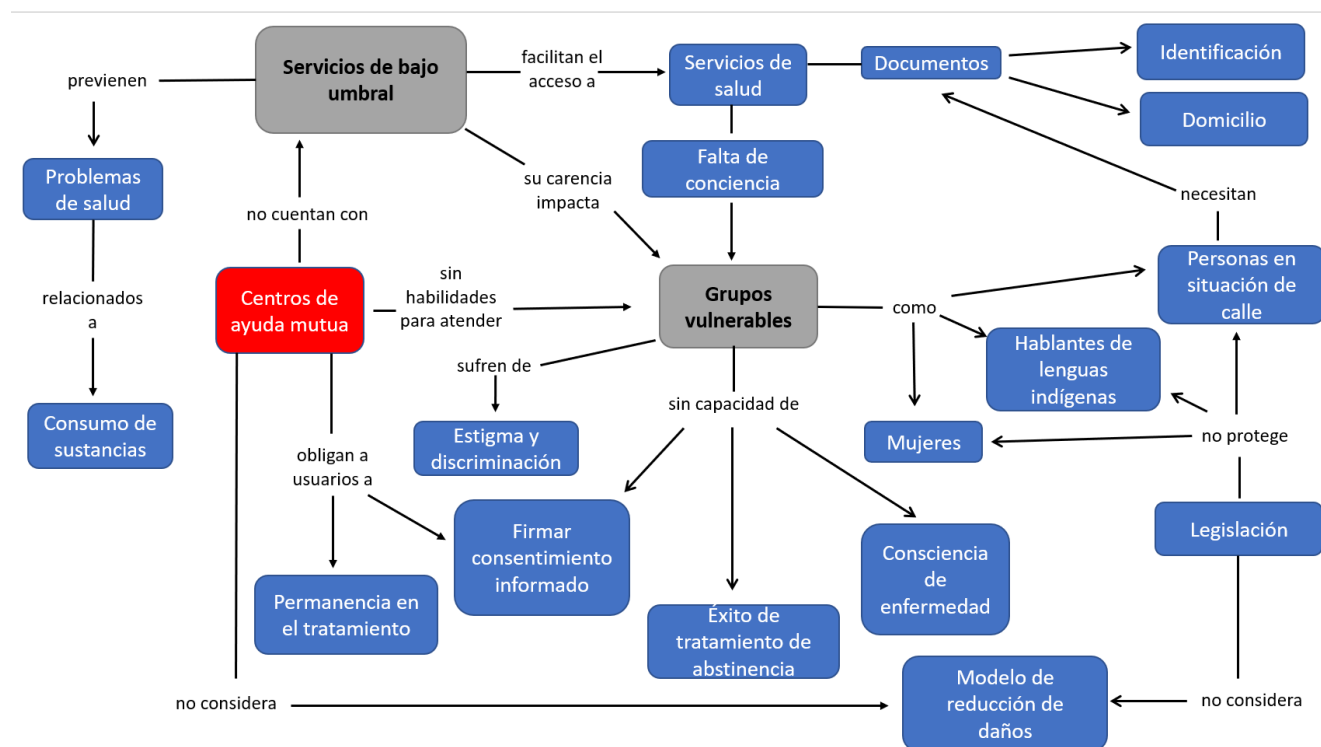 Servicios de bajo
umbral
facilitan el
acceso a
Servicios de
salud
Documentos
Identificación
Domicilio
previenen
Problemas
de salud
relacionados
a
Consumo de
sustancias
no cuentan con
su carencia
impacta
Falta de
conciencia
necesitan
Centros de
ayuda mutua
sin
habilidades
para atender
Grupos
vulnerables
como
Personas en
situación de
calle
Hablantes de
lenguas
indígenas
Mujeres
no protege
Legislación
sufren de
Estigma y
discriminación
sin capacidad de
obligan a
usuarios a
Firmar
consentimiento
informado
Consciencia
de
enfermedad
Permanencia en
el tratamiento
Éxito de
tratamiento de
abstinencia
no considera
Modelo de
reducción de
daños
no considera